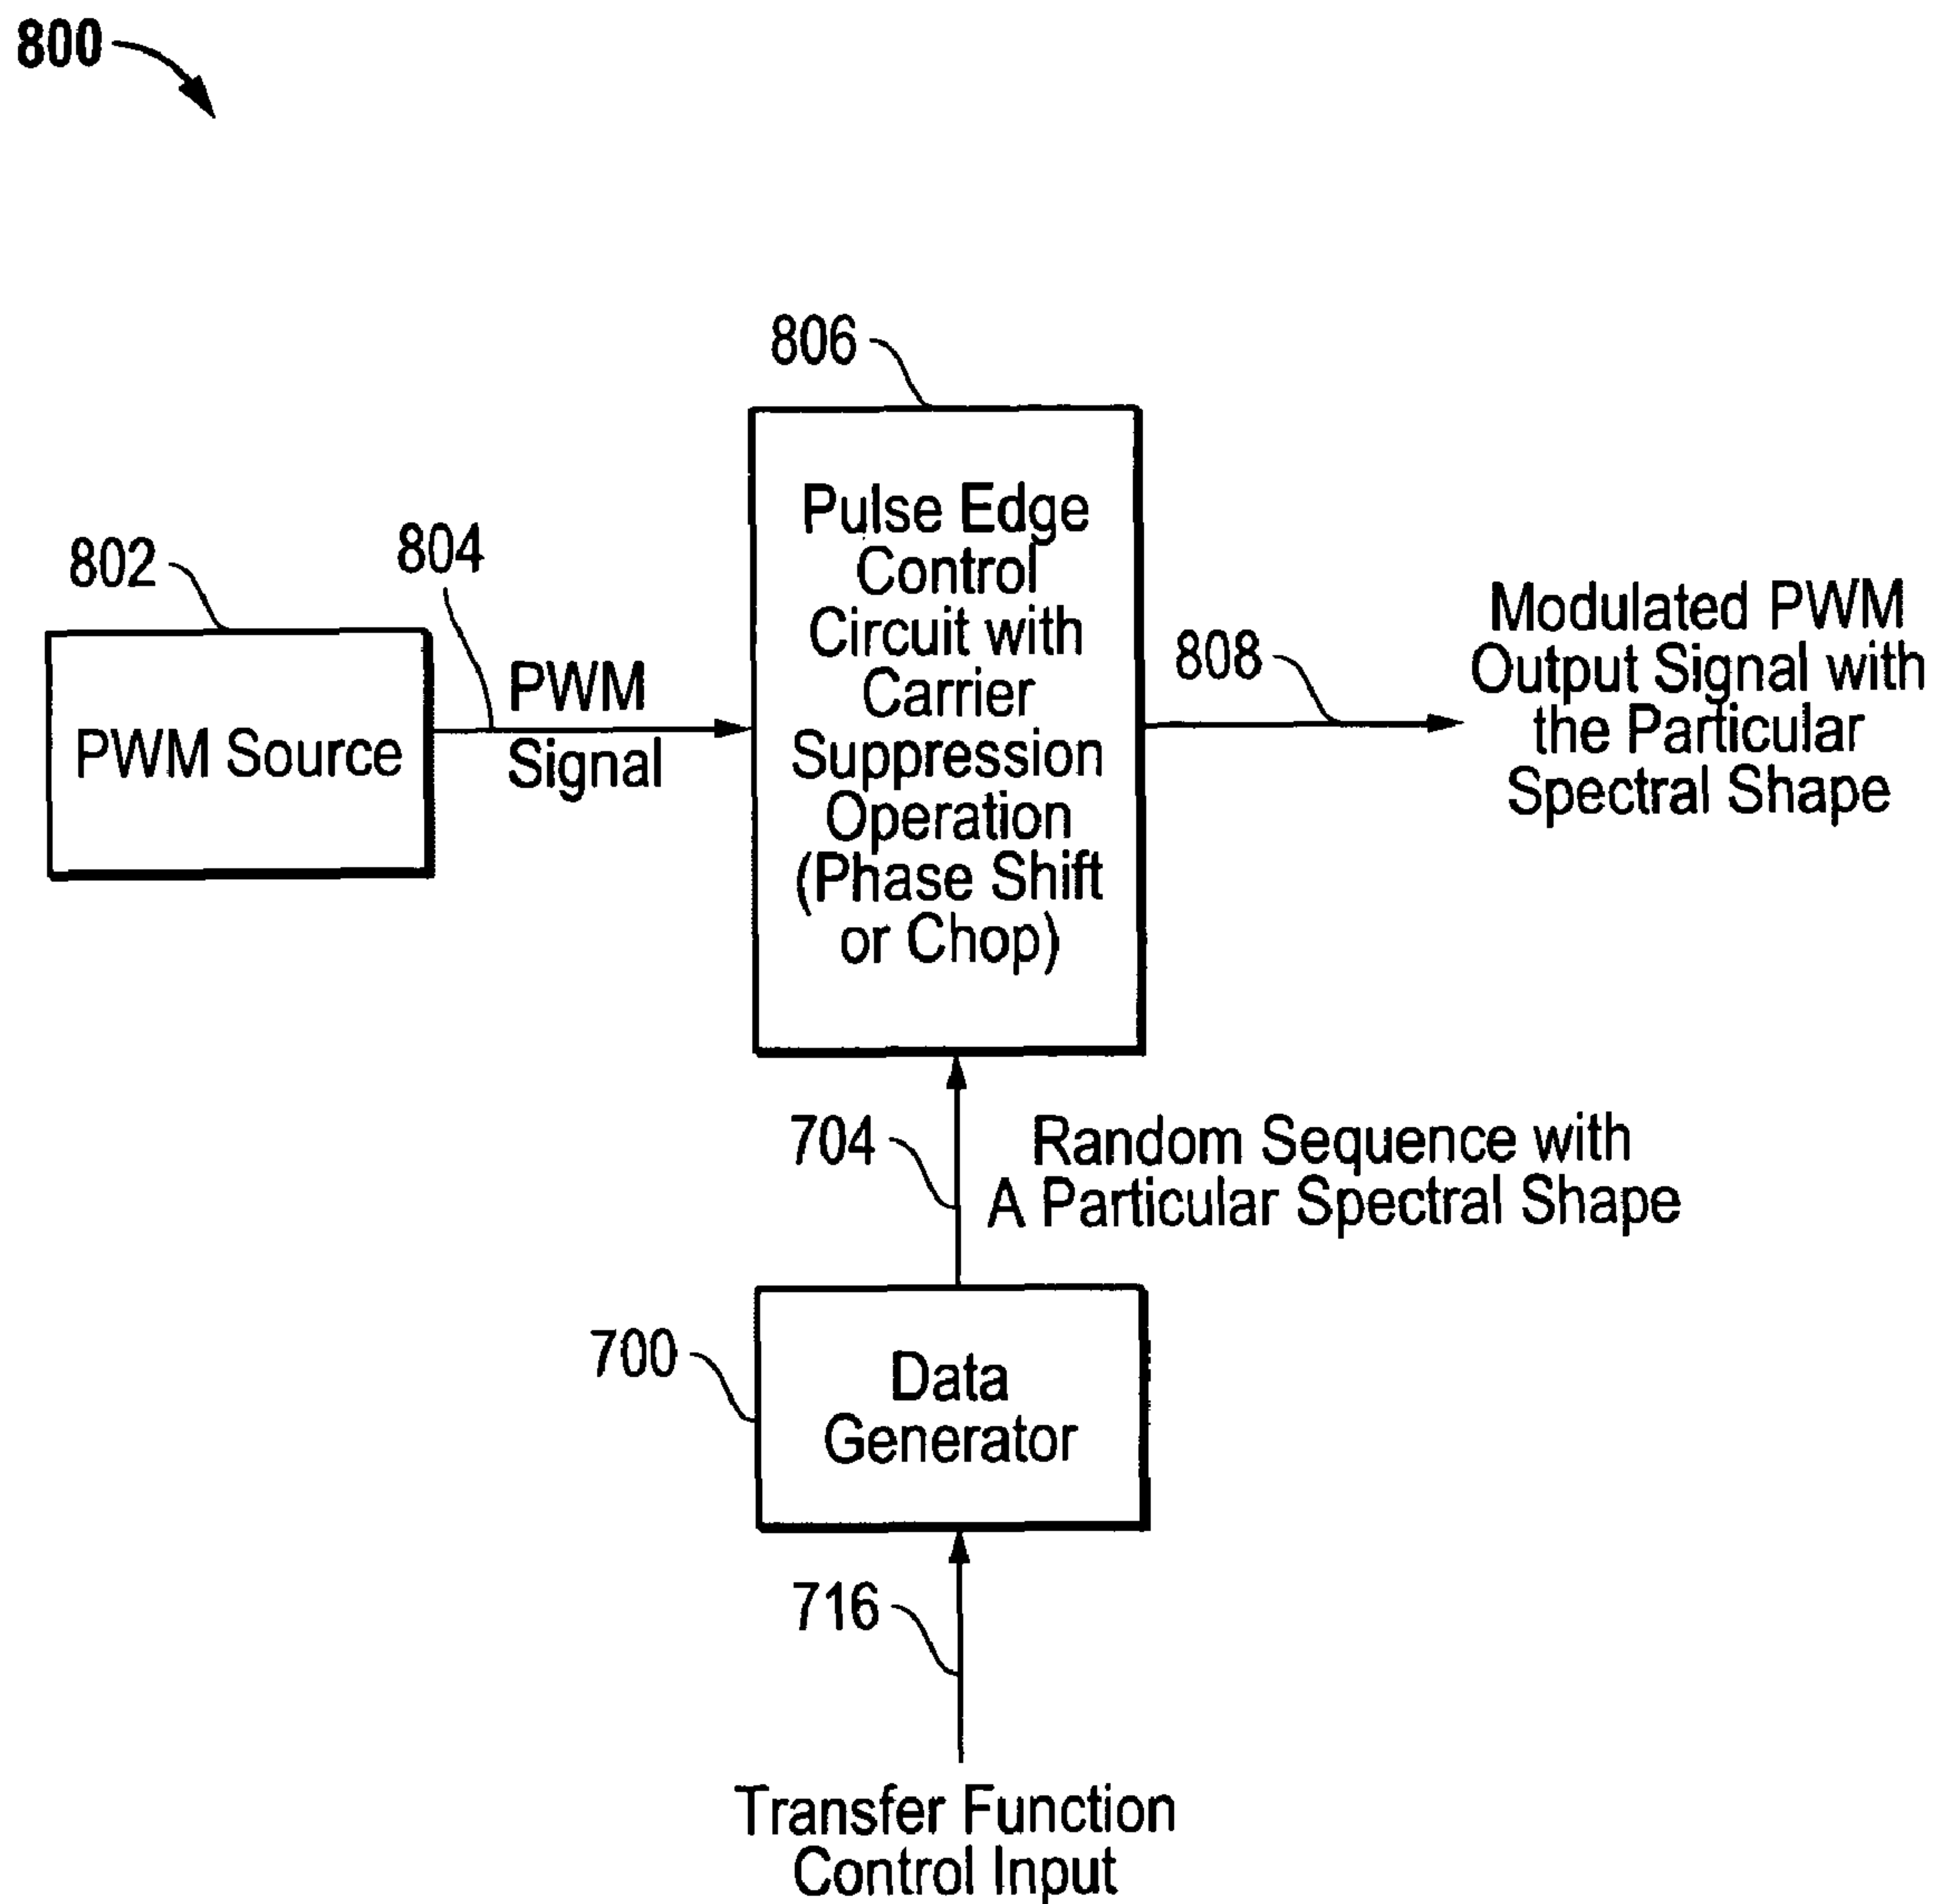 800
806
Pulse Edge
Control
Circuit with
Carrier
Suppression
Operation
(Phase Shift
or Chop)
802
PWM Source
804
PWM
Signal
808
Modulated PWM
Output Signal with
the Particular
Spectral Shape
704
Random Sequence with
A Particular Spectral Shape
700
Data
Generator
716
Transfer Function
Control Input